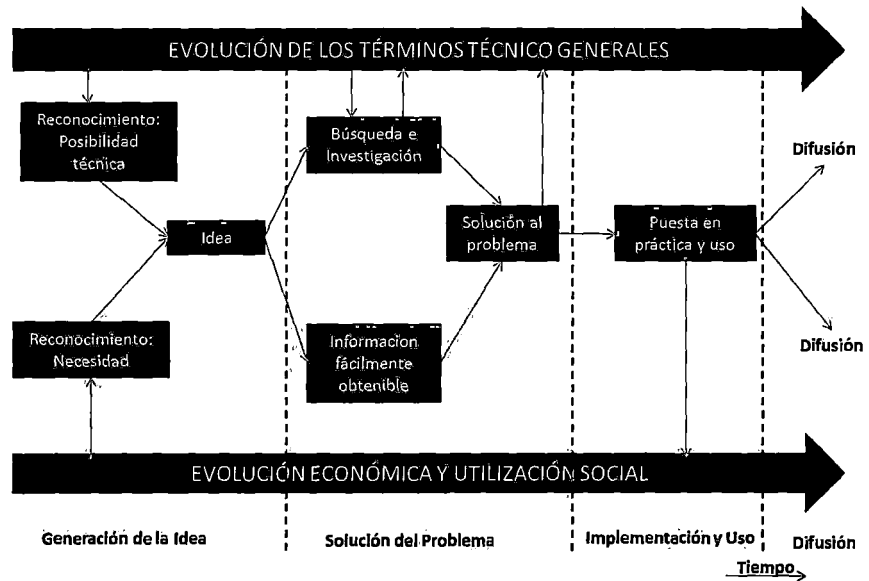 EVOLUCIÓN DE LOS TÉRMINOS TÉCNICO GENERALES
Reconocimiento:
Posibilidad
técnica
Búsqueda e
Investigación
Difusión
Idea
Solución al
problema
Puesta en
práctica y uso
Reconocimiento:
Necesidad
Informacion
fácilmente
obtenible
Difusión
EVOLUCIÓN ECONÓMICA Y UTILIZACIÓN SOCIAL
Generación de la Idea
Solución del Problema
Implementación y Uso
Difusión
Tiempo